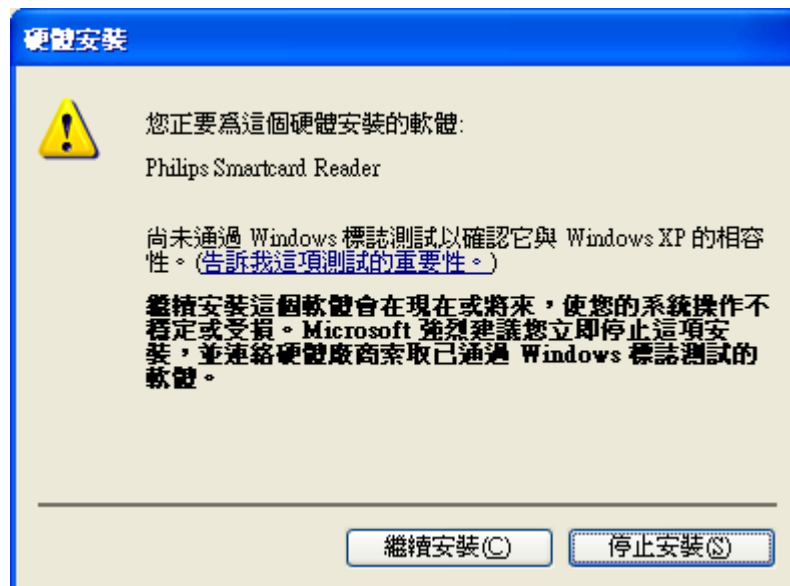 硬體安裝
您正要為這個硬體安裝的軟體:
Philips Smartcard Reader
尚未通過 Windows 標誌測試以確認它與 Windows XP 的相容
性。(告訴我這項測試的重要性。)
繼續安裝這個軟體會在現在或將來，使您的系統操作不
穩定或受損。Microsoft 強烈建議您立即停止這項安
裝，並連絡硬體廠商索取已通過 Windows 標誌測試的
軟體。
繼續安裝(C)
停止安裝(S)